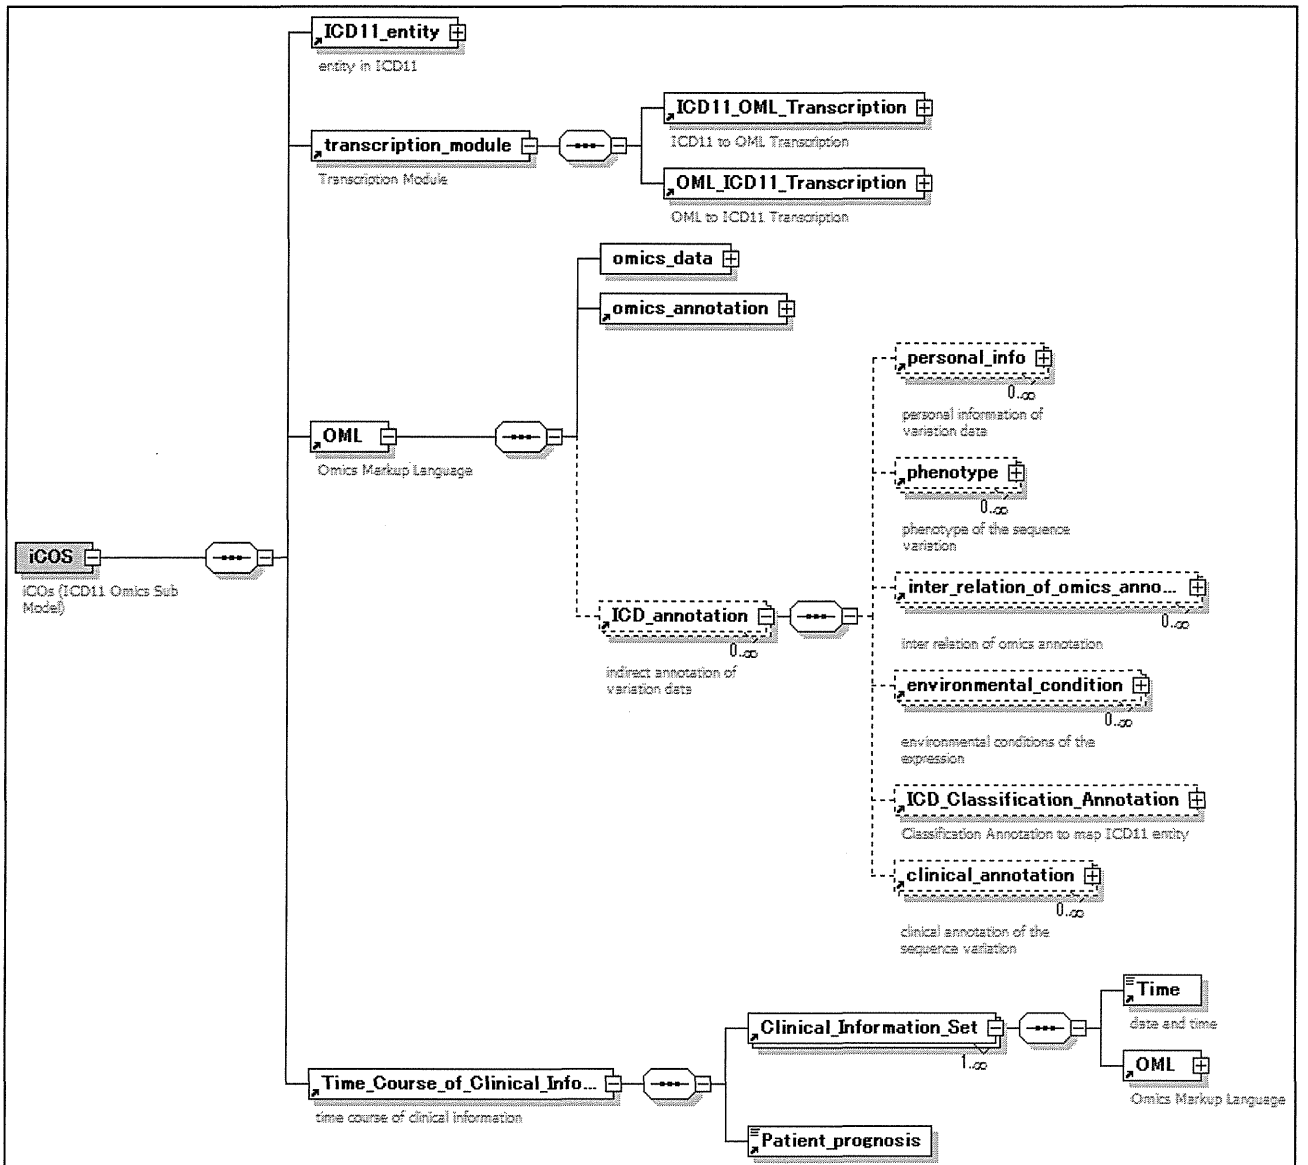 ICD11_entity
entity in ICD11
ICD11_OML_Transcription
ICD11 to OML Transcription
transcription_module
Transcription Module
OML_ICD11_Transcription
OML to ICD11 Transcription
omics_data
omics_annotation
personal_info
0..∞
personal information of
variation data
OML
Omics Markup Language
phenotype
0..∞
phenotype of the sequence
variation
iCOS
iCOs (ICD11 Omics Sub
Model)
inter_relation_of_omics_anno...
0..∞
inter relation of omics annotation
ICD_annotation
0..∞
indirect annotation of
variation data
environmental_condition
0..∞
environmental conditions of the
expression
ICD_Classification_Annotation
Classification Annotation to map ICD11 entity
clinical_annotation
0..∞
clinical annotation of the
sequence variation
Time
date and time
Clinical_Information_Set
1..∞
OML
Omics Markup Language
Time_Course_of_Clinical_Info...
time course of clinical information
Patient_prognosis